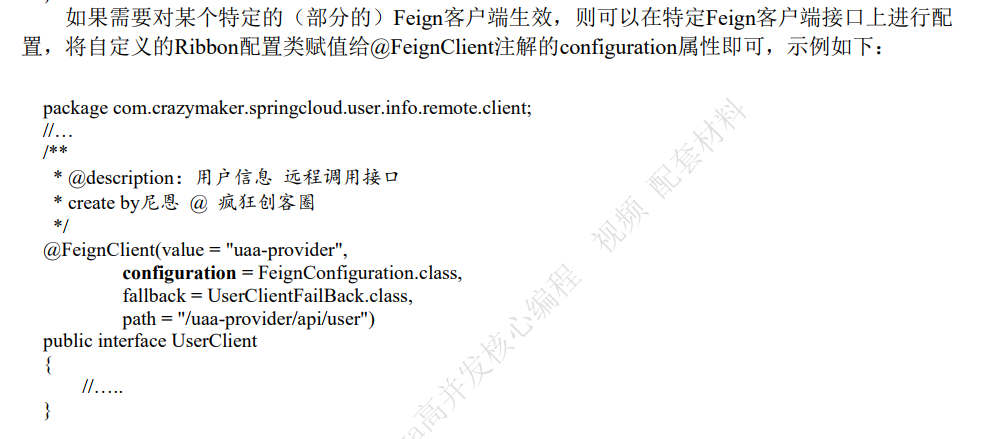 如果需要对某个特定的（部分的）Feign客户端生效，则可以在特定Feign客户端接口上进行配
置，将自定义的Ribbon配置类赋值给@FeignClient注解的configuration属性即可，示例如下：
package com.crazymaker.springcloud.user.info.remote.client;
//…
/**
* @description：用户信息 远程调用接口
* create by尼恩 @ 疯狂创客圈
*/
@FeignClient(value = "uaa-provider",
configuration = FeignConfiguration.class,
fallback = UserClientFailBack.class,
path = "/uaa-provider/api/user")
public interface UserClient
{
//…..
}
高并发核心编程 视频 配套材料